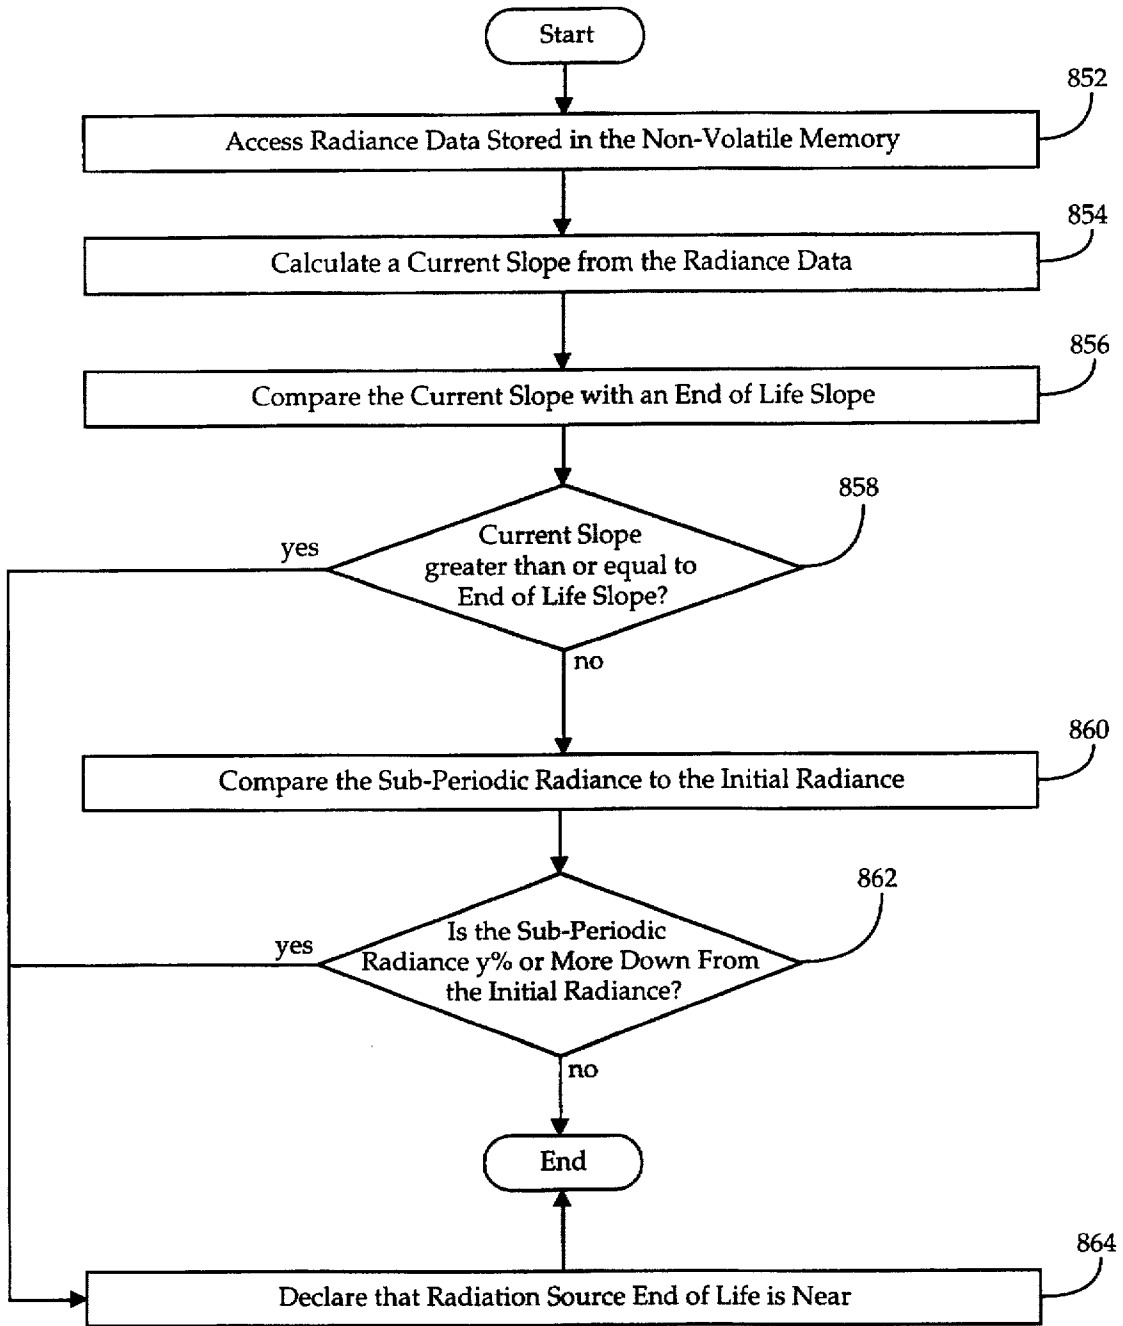 Start
852
Access Radiance Data Stored in the Non-Volatile Memory
854
Calculate a Current Slope from the Radiance Data
856
Compare the Current Slope with an End of Life Slope
858
Current Slope
greater than or equal to
End of Life Slope?
yes
no
860
Compare the Sub-Periodic Radiance to the Initial Radiance
862
Is the Sub-Periodic
Radiance y% or More Down From
the Initial Radiance?
yes
no
End
864
Declare that Radiation Source End of Life is Near